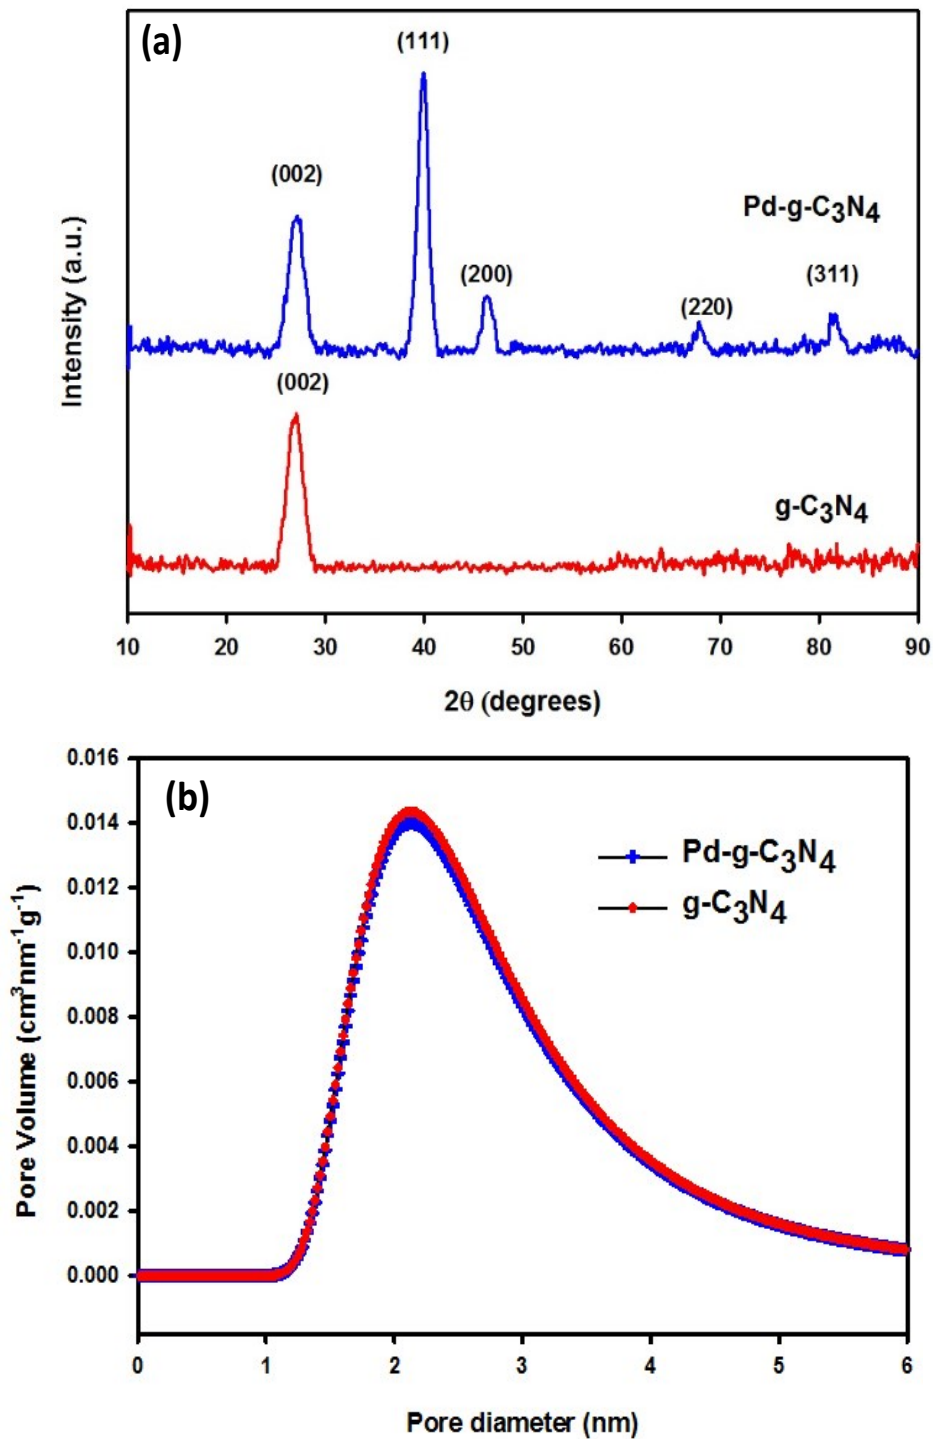 (a)
(111)
(002)
Pd-g-C₃N₄
(200)
(220)
(311)
(002)
g-C₃N₄
Intensity (a.u.)
10 20 30 40 50 60 70 80 90
2θ (degrees)
(b)
0.016
0.014
0.012
0.010
0.008
0.006
0.004
0.002
0.000
Pd-g-C₃N₄
g-C₃N₄
Pore Volume (cm³nm⁻¹g⁻¹)
0 1 2 3 4 5 6
Pore diameter (nm)